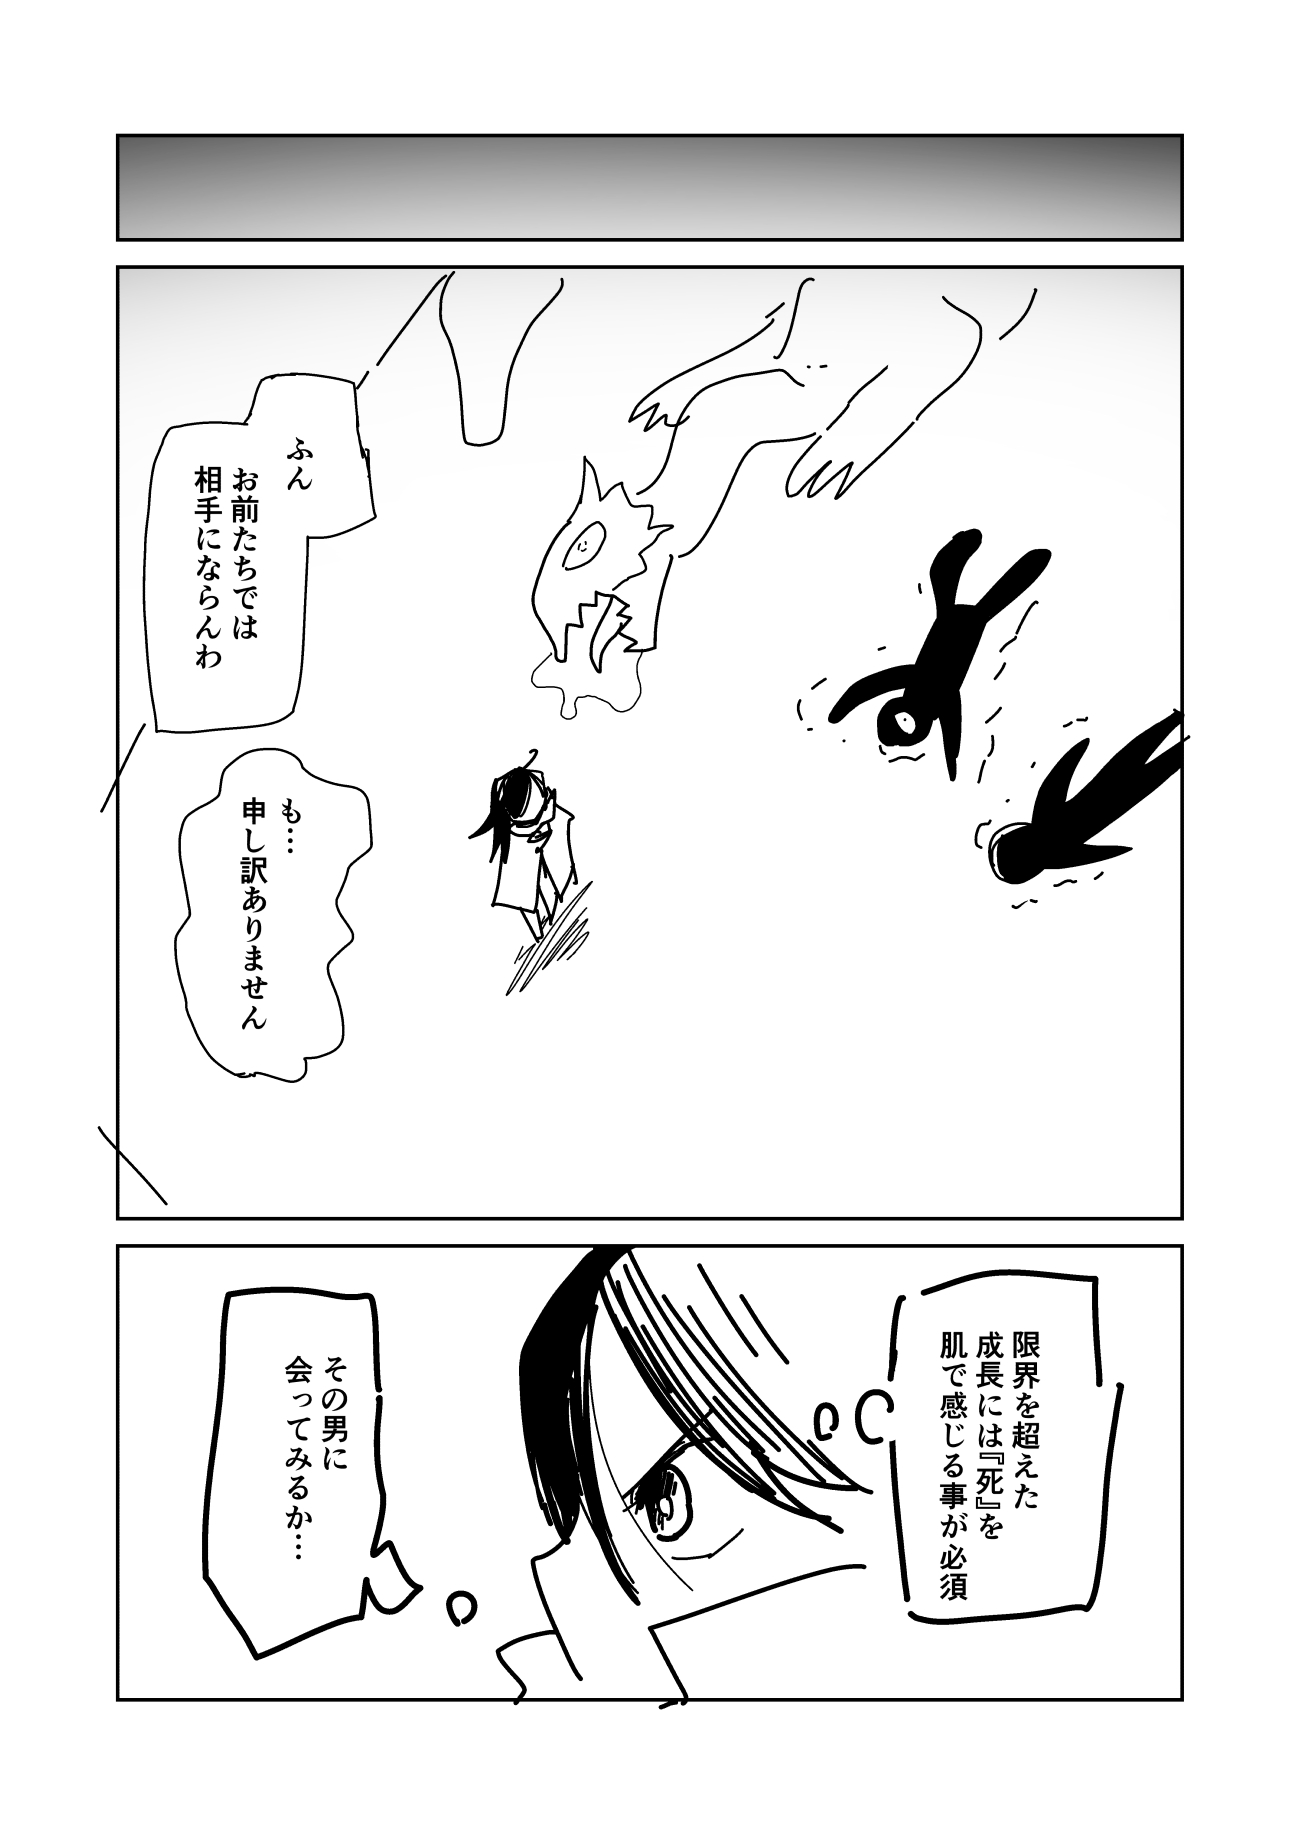 ふん
お前たちでは
相手にならんわ
も…
申し訳ありません
限界を超えた
成長には『死』を
肌で感じる事が必須
その男に
会ってみるか…